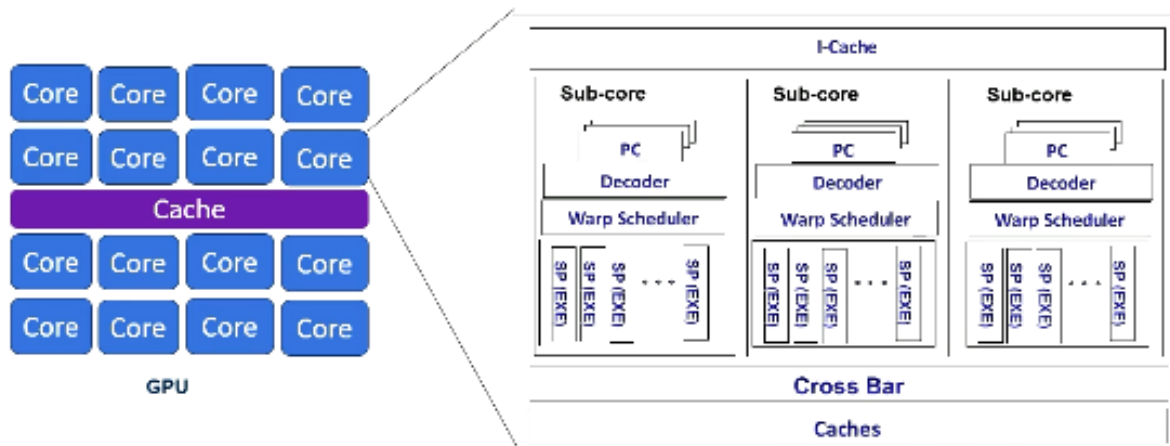 Core Core Core Core
Core Core Core Core
Cache
Core Core Core Core
Core Core Core Core
GPU
I-Cache
Sub-core Sub-core Sub-core
PC PC PC
Decoder Decoder Decoder
Warp Scheduler Warp Scheduler Warp Scheduler
SP (EXE) SP (EXE) SP (EXE) • • • SP (EXE) SP (EXE) SP (EXE) SP (EXE) • • • SP (EXE) SP (EXE) SP (EXE) SP (EXE) • • • SP (EXE)
Cross Bar
Caches